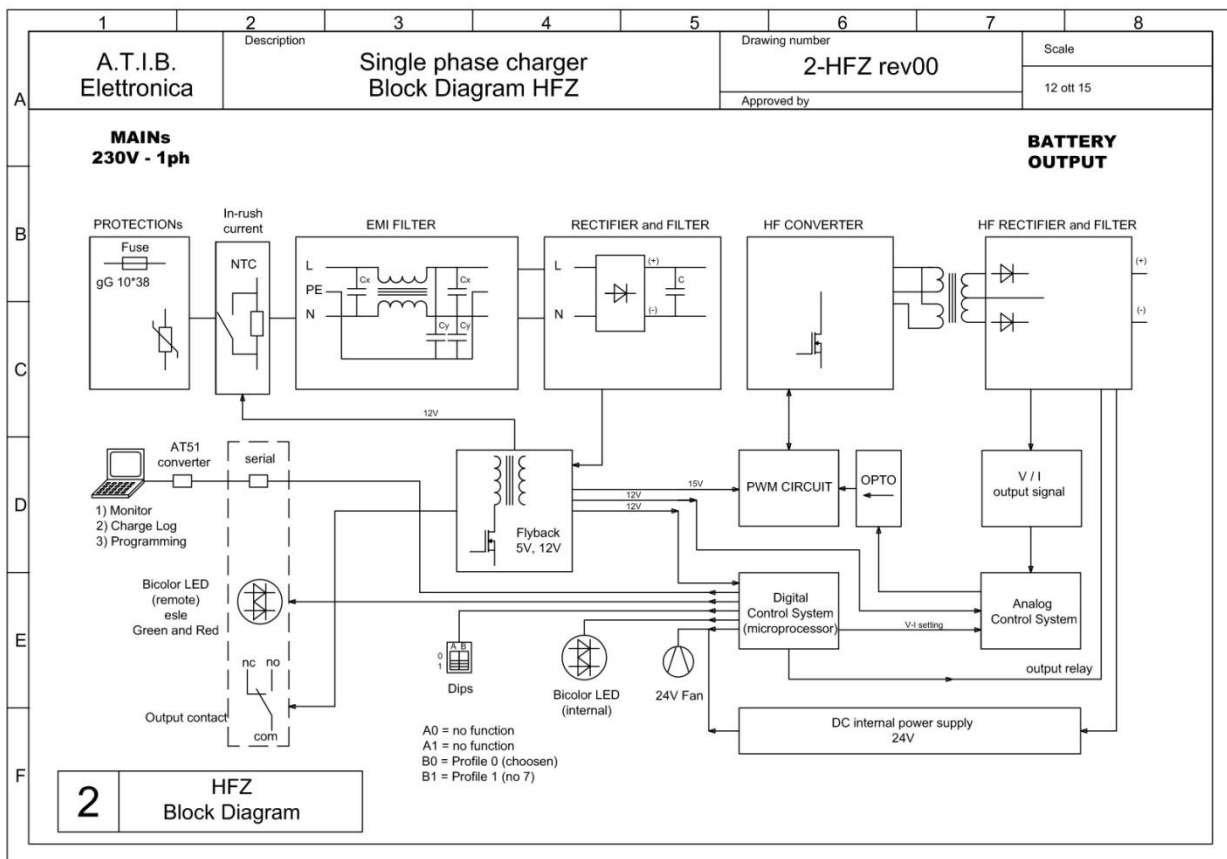 1 2 3 4 5 6 7 8
A.T.I.B.
Elettronica
Description
Single phase charger
Block Diagram HFZ
Drawing number
2-HFZ rev00
Approved by
Scale
12 ott 15
A
B
C
D
E
F
MAINs
230V - 1ph
BATTERY
OUTPUT
PROTECTIONs
Fuse
gG 10*38
In-rush
current
NTC
EMI FILTER
L
PE
N
Cx
Cx
Cy
Cy
RECTIFIER and FILTER
L
N
(+)
(-)
C
HF CONVERTER
HF RECTIFIER and FILTER
(+)
(-)
12V
AT51
converter
serial
1) Monitor
2) Charge Log
3) Programming
Flyback
5V, 12V
15V
12V
12V
PWM CIRCUIT
OPTO
V / I
output signal
Bicolor LED
(remote)
esle
Green and Red
nc no
Output contact
com
A B
0
1
Dips
Bicolor LED
(internal)
24V Fan
Digital
Control System
(microprocessor)
V-I setting
Analog
Control System
output relay
DC internal power supply
24V
A0 = no function
A1 = no function
B0 = Profile 0 (choosen)
B1 = Profile 1 (no 7)
2
HFZ
Block Diagram